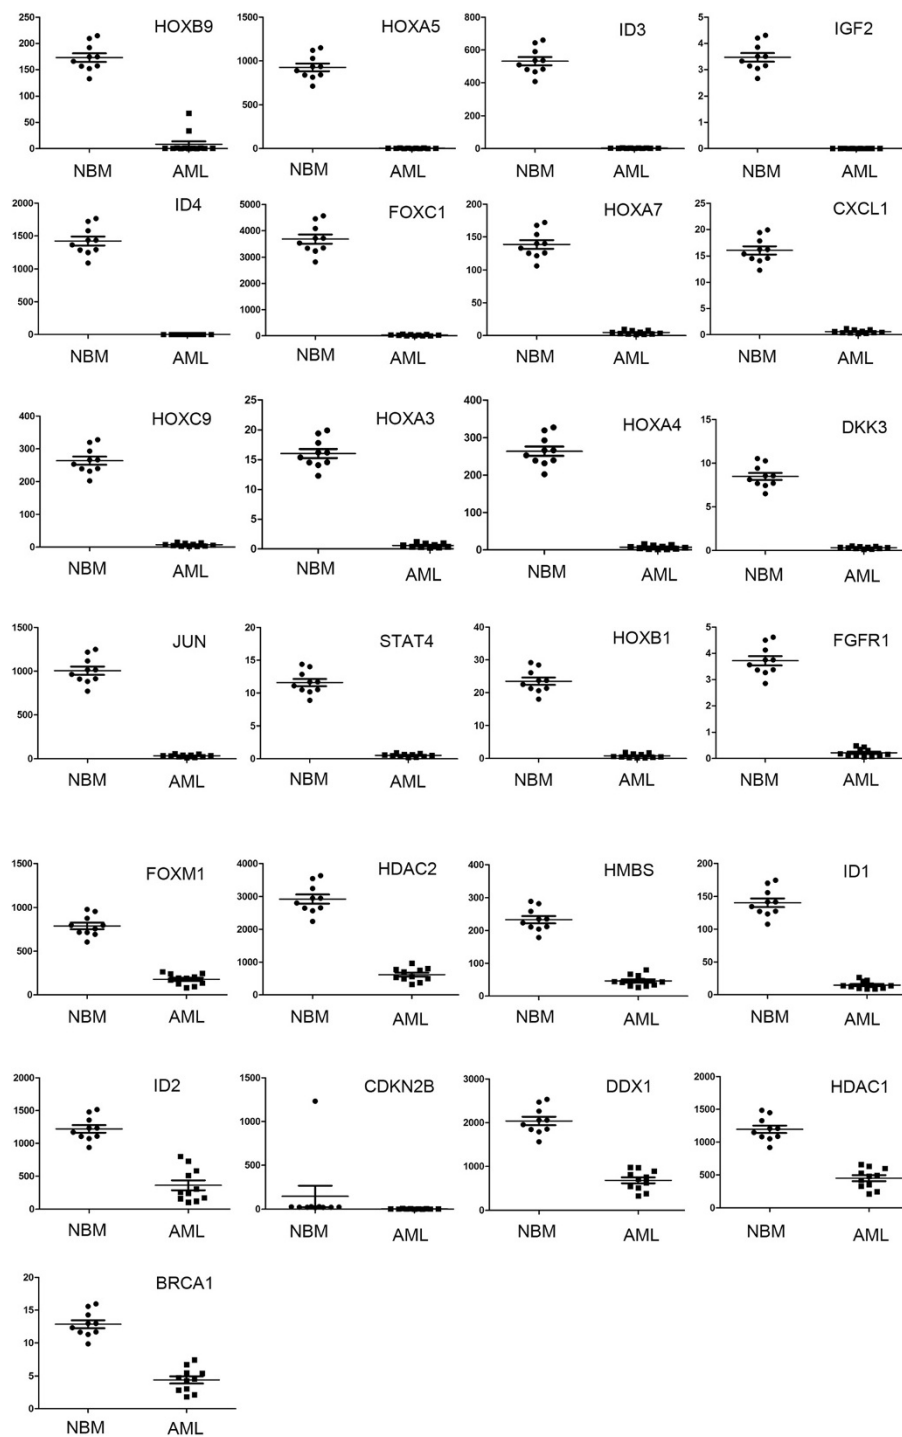 HOXB9
250
200
150
100
50
0
NBM AML
HOXA5
1500
1000
500
0
NBM AML
ID3
800
600
400
200
0
NBM AML
IGF2
5
4
3
2
1
0
NBM AML
ID4
2000
1500
1000
500
0
NBM AML
FOXC1
5000
4000
3000
2000
1000
0
NBM AML
HOXA7
200
150
100
50
0
NBM AML
CXCL1
25
20
15
10
5
0
NBM AML
HOXC9
400
300
200
100
0
NBM AML
HOXA3
25
20
15
10
5
0
NBM AML
HOXA4
400
300
200
100
0
NBM AML
DKK3
15
10
5
0
NBM AML
JUN
1500
1000
500
0
NBM AML
STAT4
20
15
10
5
0
NBM AML
HOXB1
40
30
20
10
0
NBM AML
FGFR1
5
4
3
2
1
0
NBM AML
FOXM1
1500
1000
500
0
NBM AML
HDAC2
4000
3000
2000
1000
0
NBM AML
HMBS
400
300
200
100
0
NBM AML
ID1
200
150
100
50
0
NBM AML
ID2
2000
1500
1000
500
0
NBM AML
CDKN2B
1500
1000
500
0
NBM AML
DDX1
3000
2000
1000
0
NBM AML
HDAC1
2000
1500
1000
500
0
NBM AML
BRCA1
20
15
10
5
0
NBM AML